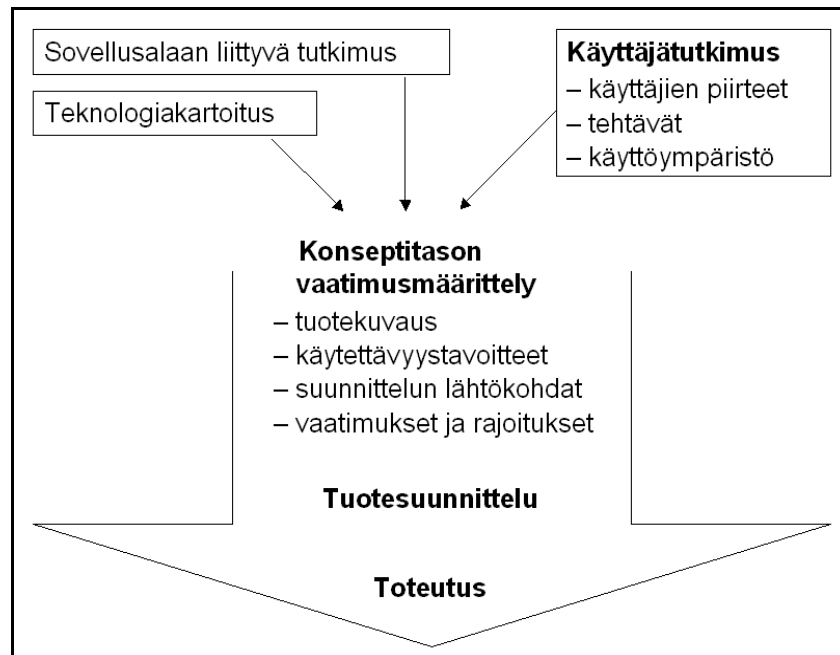 Sovellusalaan liittyvä tutkimus
Teknologiakartoitus
Käyttäjätutkimus
– käyttäjien piirteet
– tehtävät
– käyttöympäristö
Konseptitason
vaatimusmäärittely
– tuotekuvaus
– käytettävyystavoitteet
– suunnittelun lähtökohdat
– vaatimukset ja rajoitukset
Tuotesuunnittelu
Toteutus